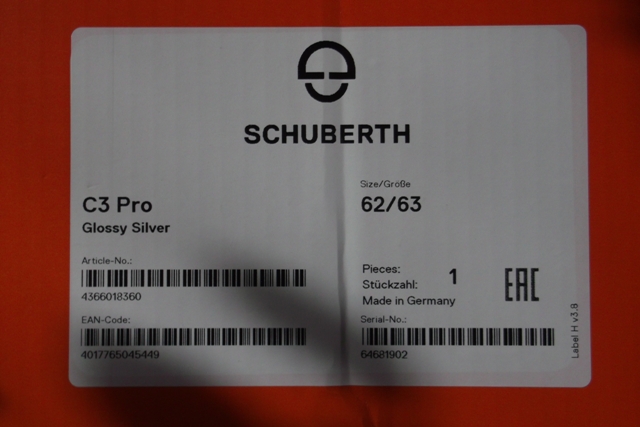 SCHUBERTH
C3 Pro
Glossy Silver
Size/Größe
62/63
Article-No.:
4366018360
EAN-Code:
4017765045449
Pieces:
Stückzahl:
1
Made in Germany
EAC
Serial-No.:
64681902
Label H v3.8